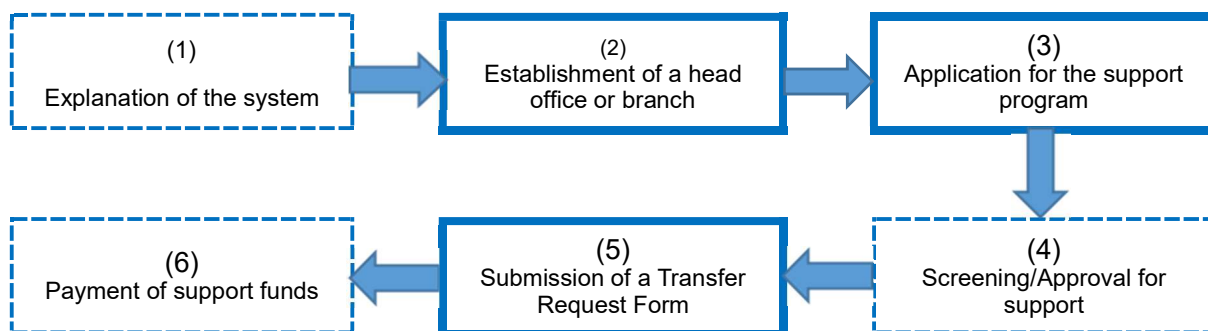 (1)
Explanation of the system
(2)
Establishment of a head
office or branch
(3)
Application for the support
program
(4)
Screening/Approval for
support
(5)
Submission of a Transfer
Request Form
(6)
Payment of support funds